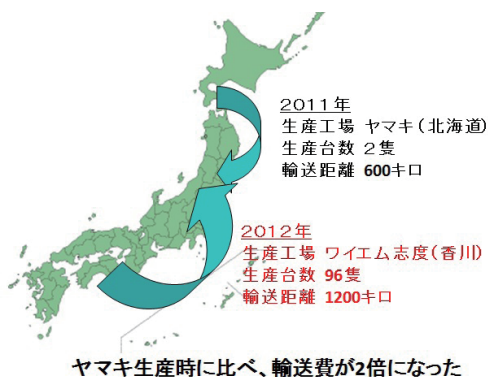 2011年
生産工場 ヤマキ(北海道)
生産台数 2隻
輸送距離 600キロ
2012年
生産工場 ワイエム志度(香川)
生産台数 96隻
輸送距離 1200キロ
ヤマキ生産時に比べ、輸送費が2倍になった